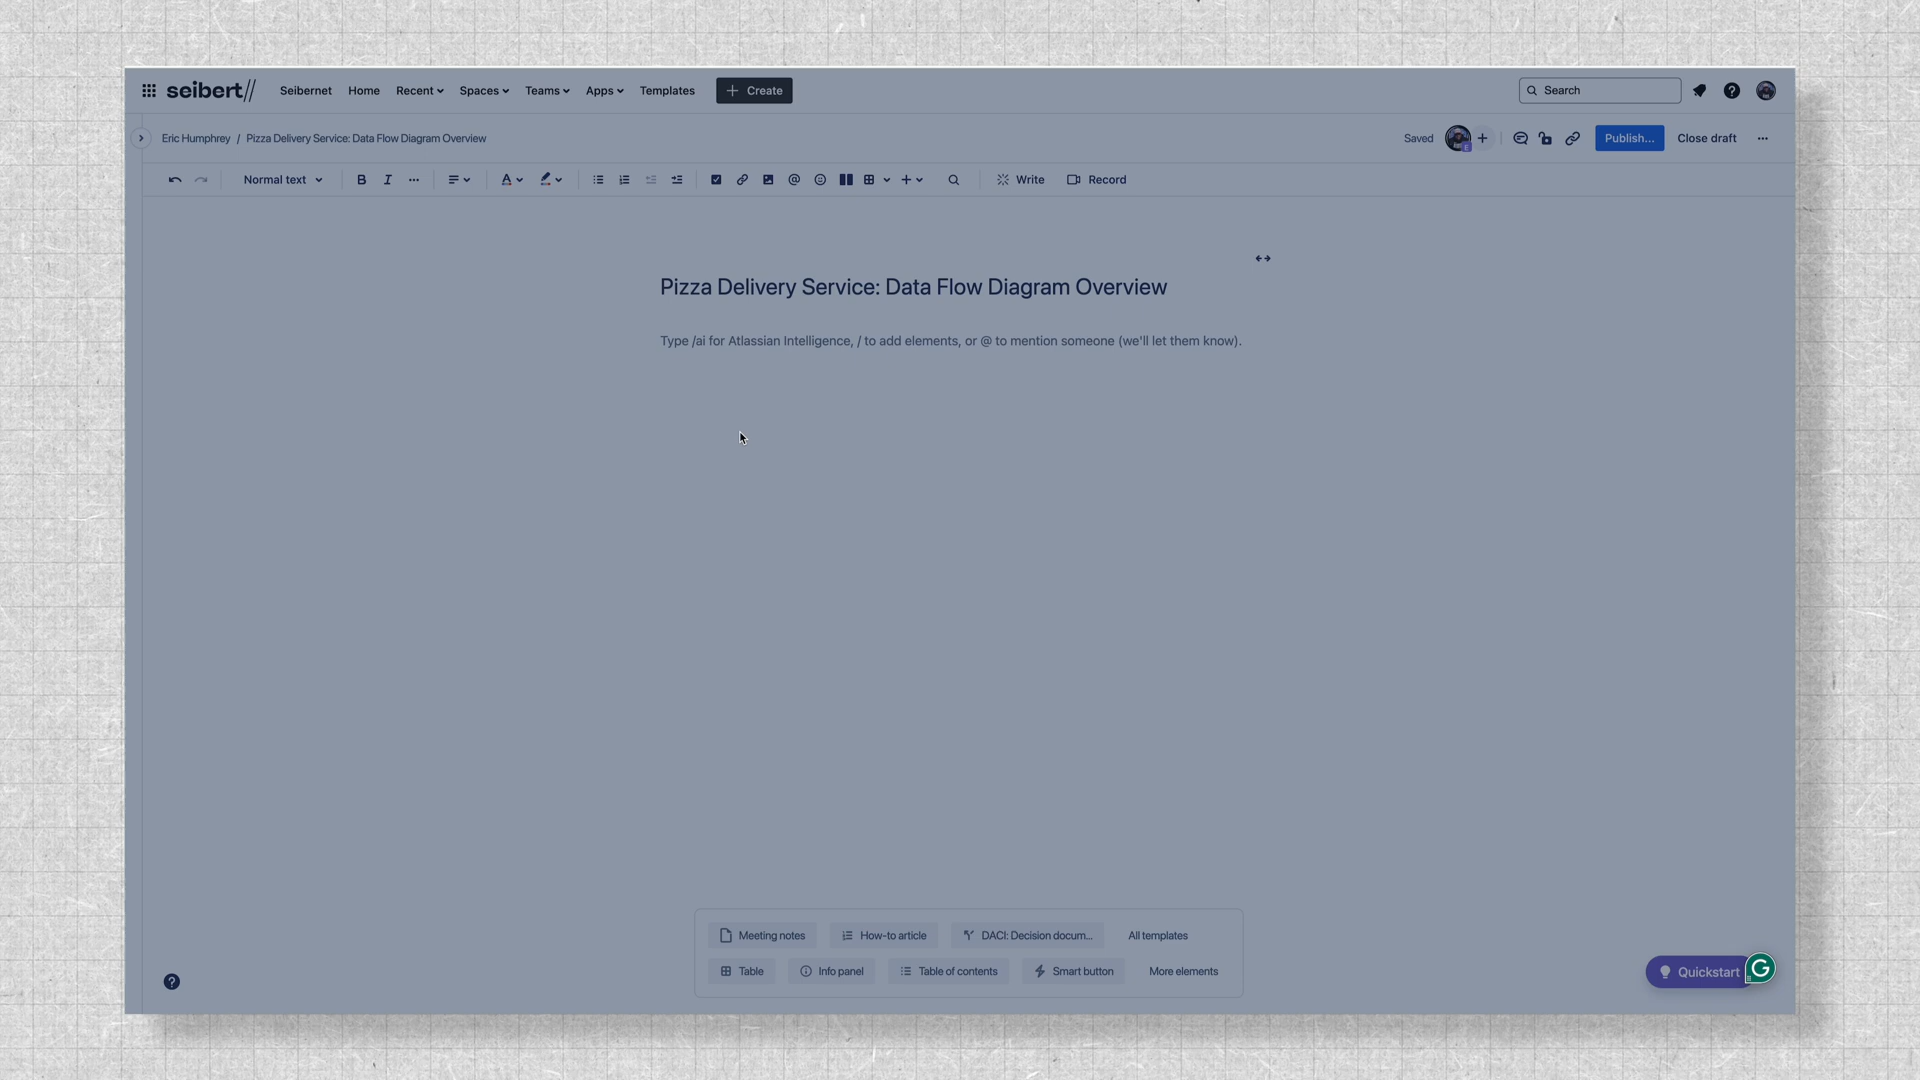 seibert// Seibernet Home Recent Spaces Teams Apps Templates + Create Search
Eric Humphrey / Pizza Delivery Service: Data Flow Diagram Overview Saved E Publish... Close draft
Normal text B I A Write Record
Pizza Delivery Service: Data Flow Diagram Overview
Type /ai for Atlassian Intelligence, / to add elements, or @ to mention someone (we'll let them know).
Meeting notes How-to article DACI: Decision docum... All templates
Table Info panel Table of contents Smart button More elements
Quickstart